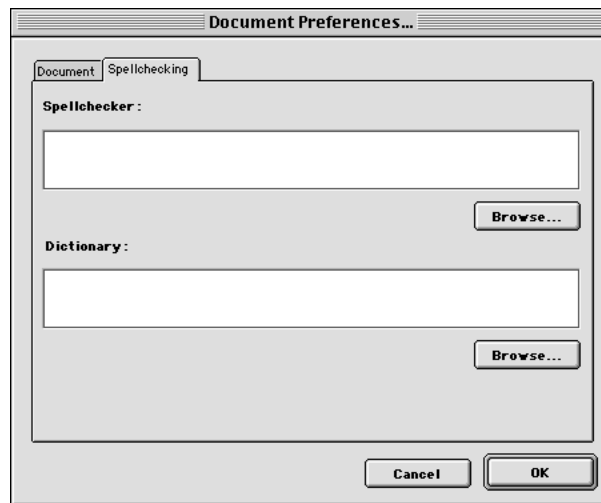 Document Preferences...
Document
Spellchecking
Spellchecker:
Browse...
Dictionary:
Browse...
Cancel
OK